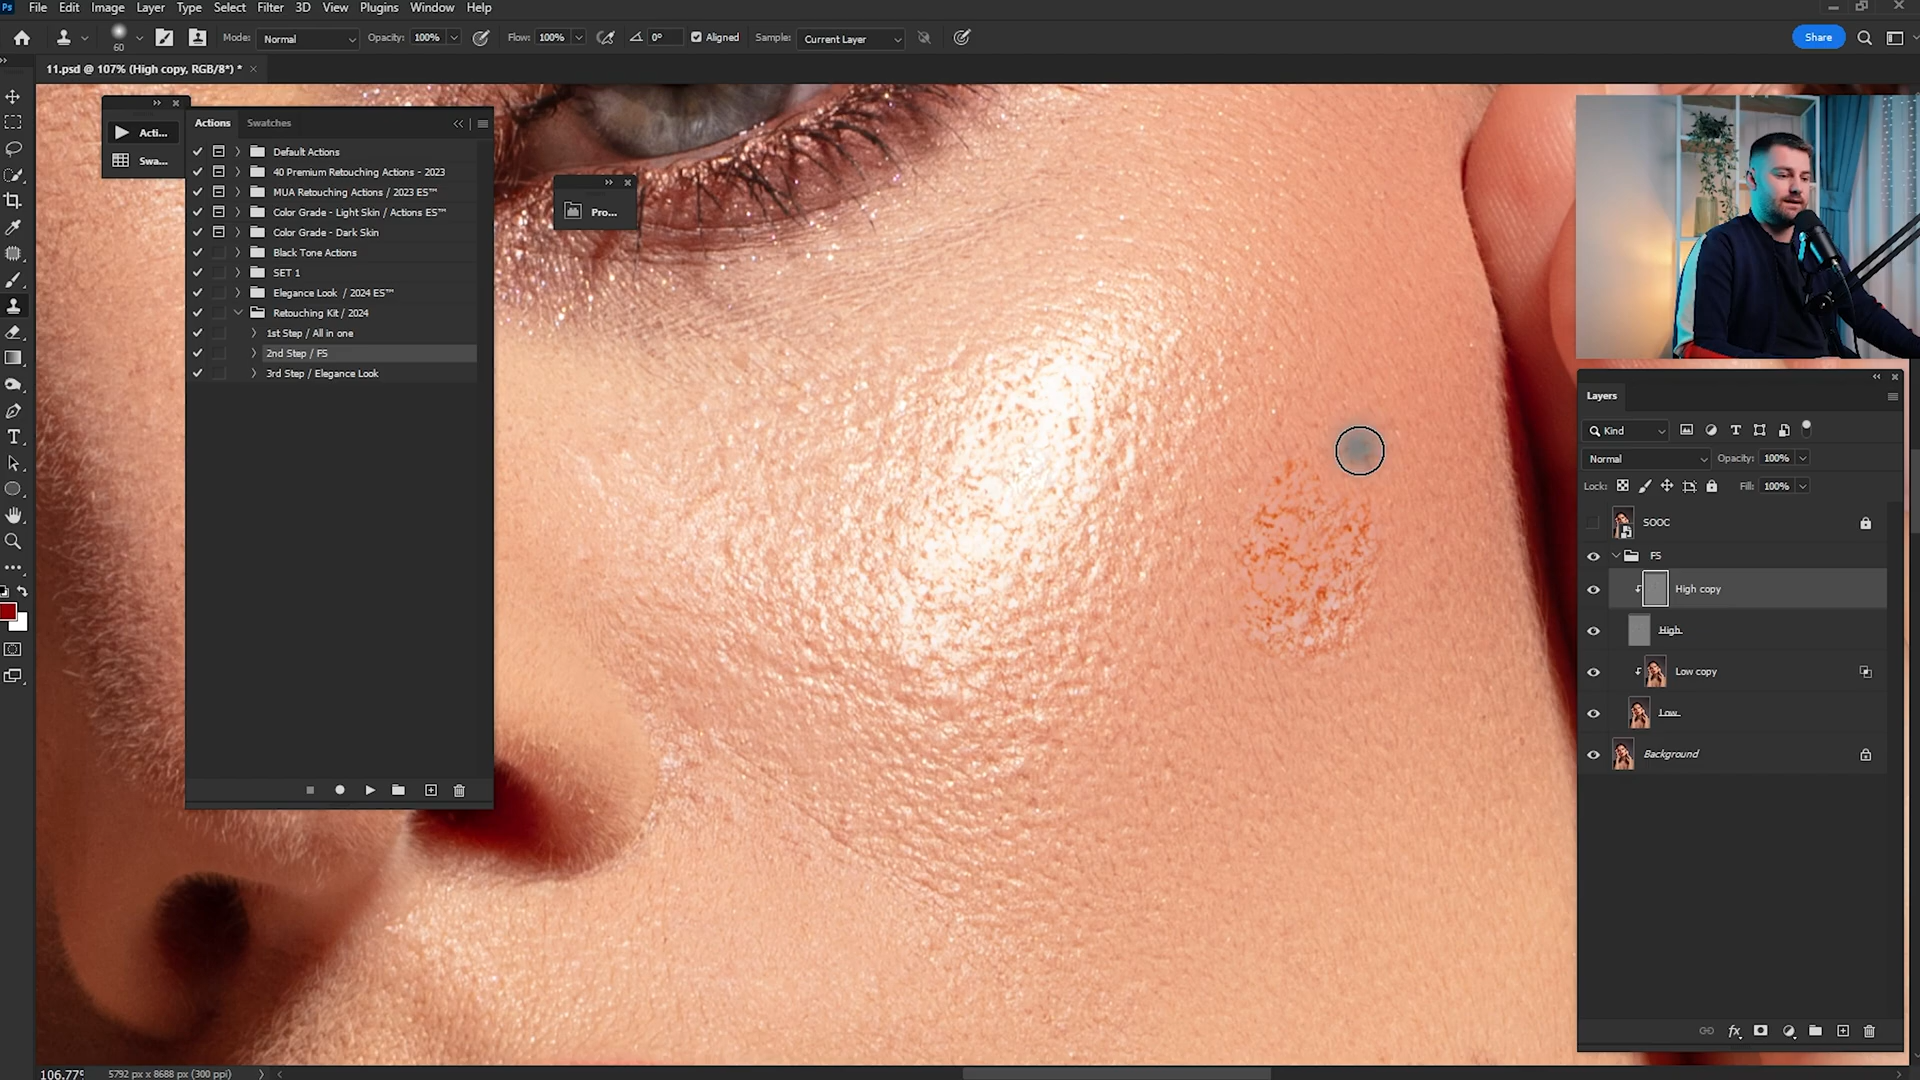 Ps File Edit Image Layer Type Select Filter 3D View Plugins Window Help
60 Mode: Normal Opacity: 100% Flow: 100% 0° Aligned Sample: Current Layer Share
11.psd @ 107% (High copy, RGB/8*) *
Acti...
Swa...
Actions Swatches
Default Actions
40 Premium Retouching Actions - 2023
MUA Retouching Actions / 2023 ES™
Color Grade - Light Skin / Actions ES™
Color Grade - Dark Skin
Black Tone Actions
SET 1
Elegance Look / 2024 ES™
Retouching Kit / 2024
1st Step / All in one
2nd Step / FS
3rd Step / Elegance Look
Pro...
Layers
Kind
Normal Opacity: 100%
Lock: Fill: 100%
SOOC
FS
High copy
High
Low copy
Low
Background
fx
106.77% 5792 px x 8688 px (300 ppi)